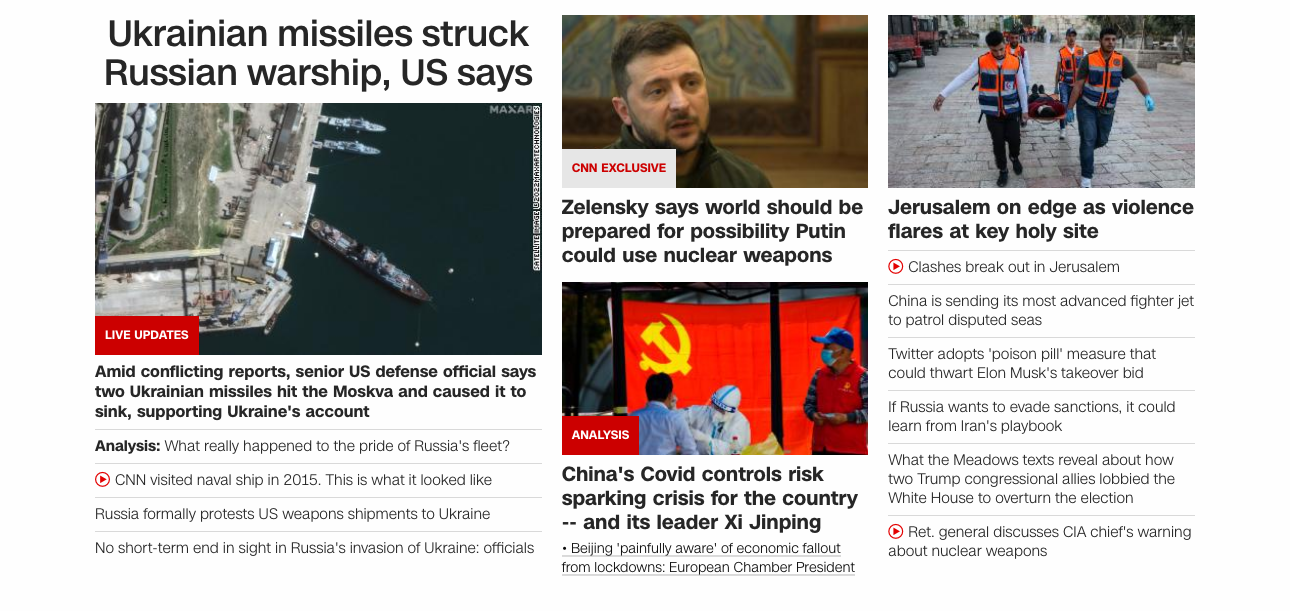 Ukrainian missiles struck
Russian warship, US says
MAXAR
SATELLITE IMAGE ©2022 MAXAR TECHNOLOGIES
LIVE UPDATES
Amid conflicting reports, senior US defense official says
two Ukrainian missiles hit the Moskva and caused it to
sink, supporting Ukraine's account
Analysis: What really happened to the pride of Russia's fleet?
CNN visited naval ship in 2015. This is what it looked like
Russia formally protests US weapons shipments to Ukraine
No short-term end in sight in Russia's invasion of Ukraine: officials
CNN EXCLUSIVE
Zelensky says world should be
prepared for possibility Putin
could use nuclear weapons
ANALYSIS
China's Covid controls risk
sparking crisis for the country
-- and its leader Xi Jinping
• Beijing 'painfully aware' of economic fallout
from lockdowns: European Chamber President
Jerusalem on edge as violence
flares at key holy site
Clashes break out in Jerusalem
China is sending its most advanced fighter jet
to patrol disputed seas
Twitter adopts 'poison pill' measure that
could thwart Elon Musk's takeover bid
If Russia wants to evade sanctions, it could
learn from Iran's playbook
What the Meadows texts reveal about how
two Trump congressional allies lobbied the
White House to overturn the election
Ret. general discusses CIA chief's warning
about nuclear weapons